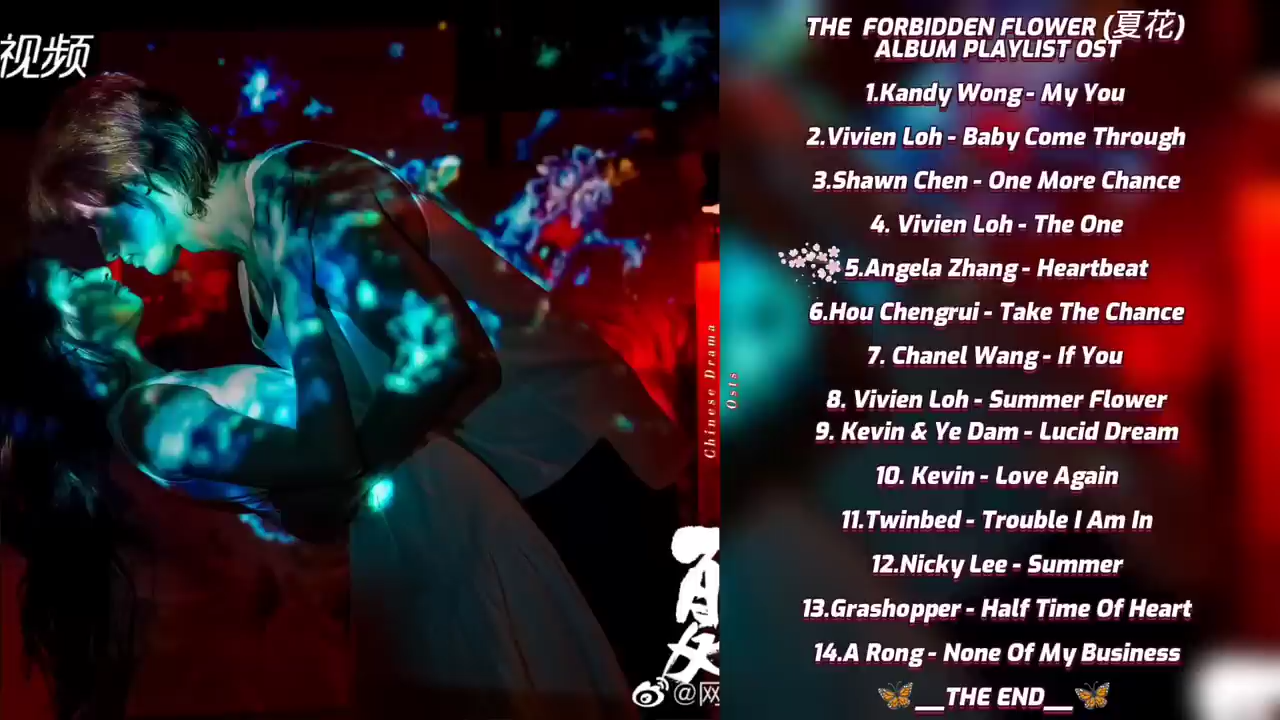 视频
THE FORBIDDEN FLOWER (夏花)
ALBUM PLAYLIST OST
1.Kandy Wong - My You
2.Vivien Loh - Baby Come Through
3.Shawn Chen - One More Chance
4. Vivien Loh - The One
5.Angela Zhang - Heartbeat
6.Hou Chengrui - Take The Chance
7. Chanel Wang - If You
8. Vivien Loh - Summer Flower
9. Kevin & Ye Dam - Lucid Dream
10. Kevin - Love Again
11.Twinbed - Trouble I Am In
12.Nicky Lee - Summer
13.Grashopper - Half Time Of Heart
14.A Rong - None Of My Business
__THE END__
Chinese Drama
Osts
@网